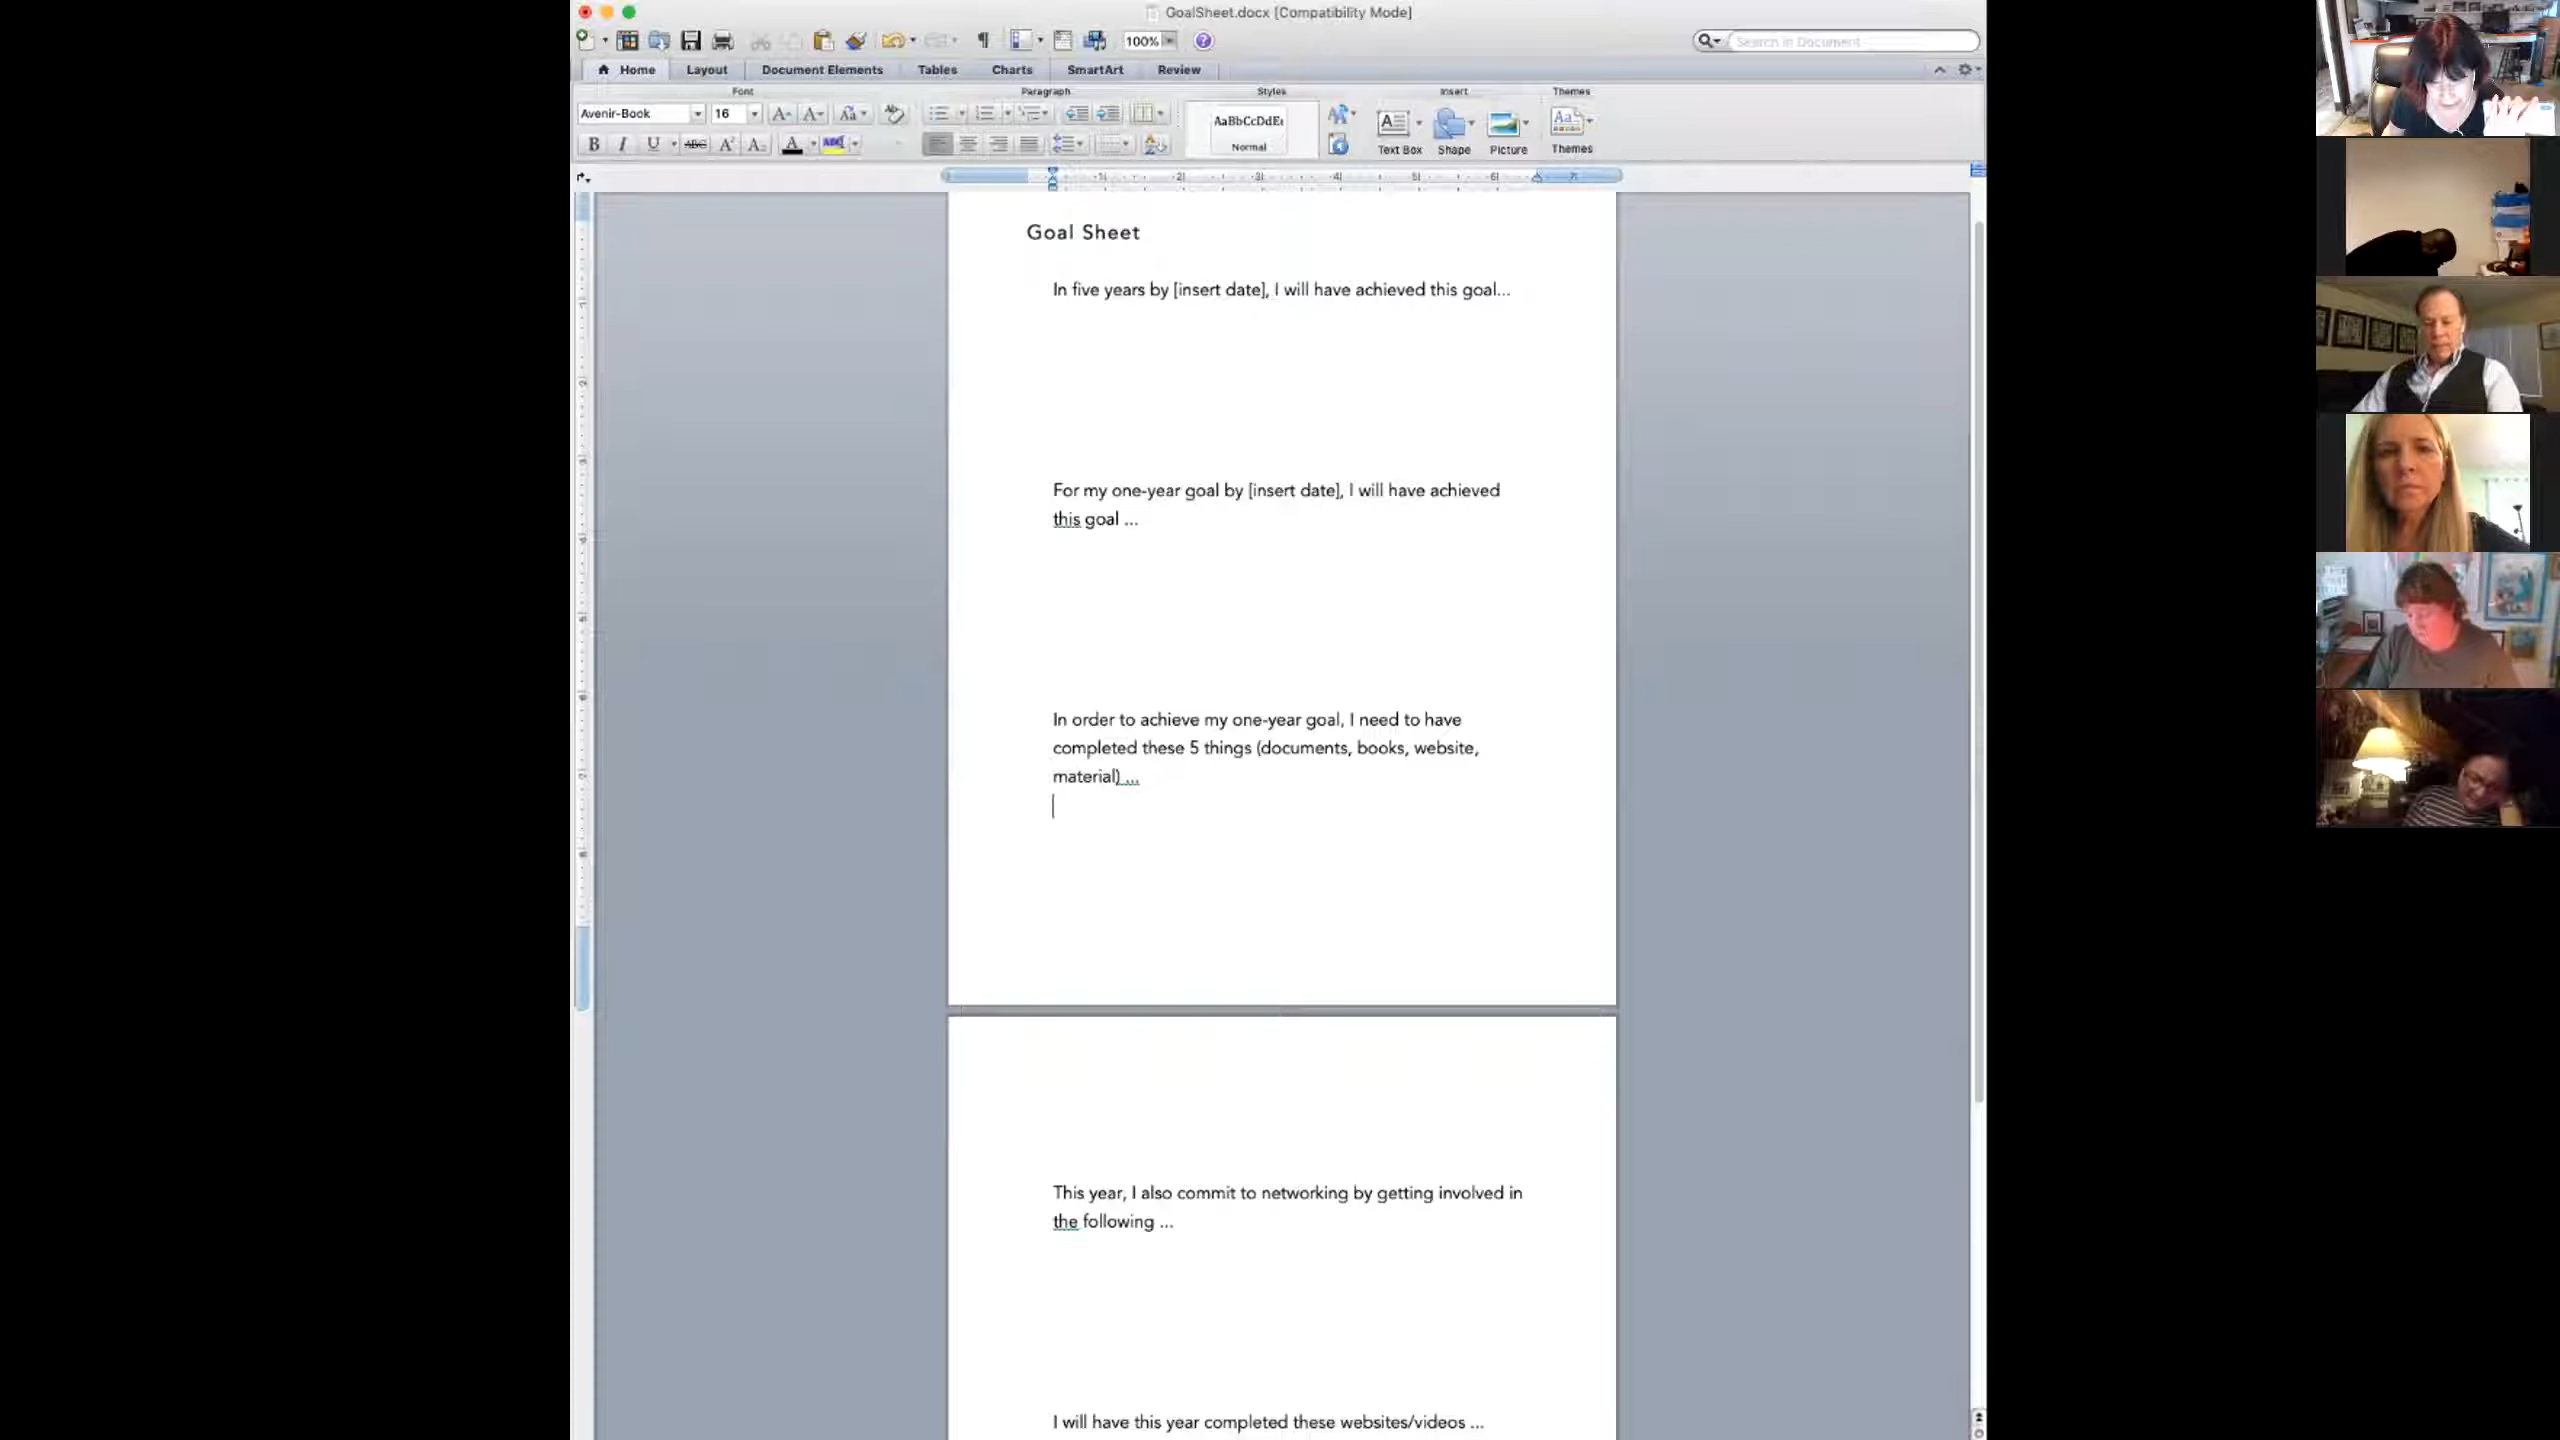 GoalSheet.docx [Compatibility Mode]
100%
Search in Document
Home Layout Document Elements Tables Charts SmartArt Review
Font Paragraph Styles Insert Themes
Avenir-Book 16
AaBbCcDdEe
Normal
Text Box Shape Picture Themes
B I U ABC A A
Goal Sheet
In five years by [insert date], I will have achieved this goal...
For my one-year goal by [insert date], I will have achieved
this goal ...
In order to achieve my one-year goal, I need to have
completed these 5 things (documents, books, website,
material) ...
This year, I also commit to networking by getting involved in
the following ...
I will have this year completed these websites/videos ...